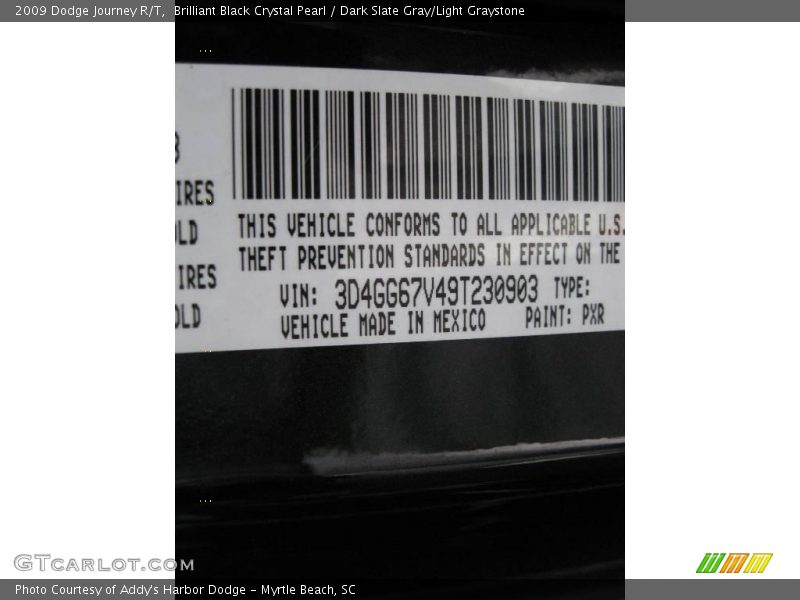 2009 Dodge Journey R/T, Brilliant Black Crystal Pearl / Dark Slate Gray/Light Graystone
IRES
LD
IRES
OLD
THIS VEHICLE CONFORMS TO ALL APPLICABLE U.S.
THEFT PREVENTION STANDARDS IN EFFECT ON THE
VIN: 3D4GG67V49T230903 TYPE:
VEHICLE MADE IN MEXICO PAINT: PXR
GTCARLOT.COM
Photo Courtesy of Addy's Harbor Dodge - Myrtle Beach, SC